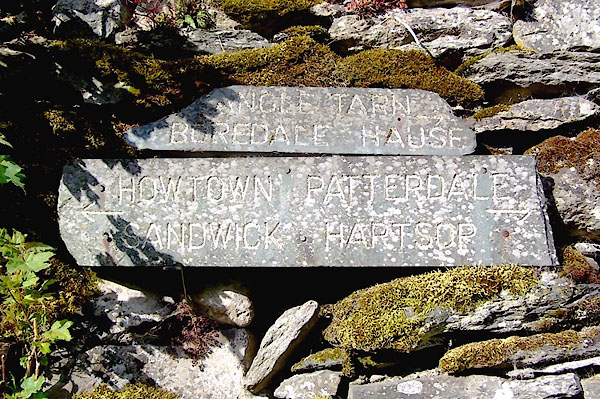 ANGLE TARN
BOREDALE HAUSE
HOWTOWN PATTERDALE
SANDWICK HARTSOP